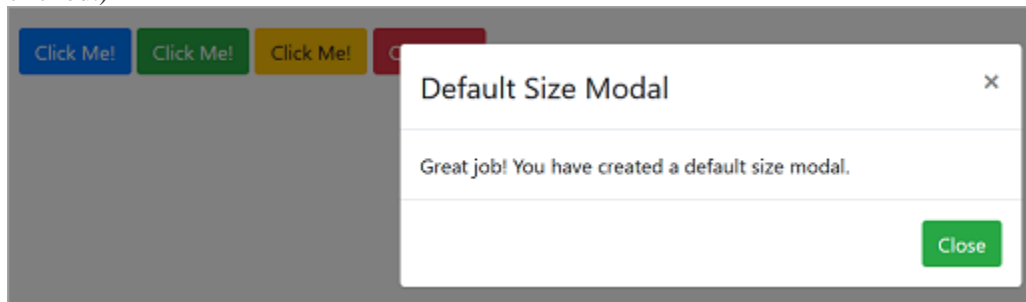 Click Me! Click Me! Click Me! C
Default Size Modal ×
Great job! You have created a default size modal.
Close